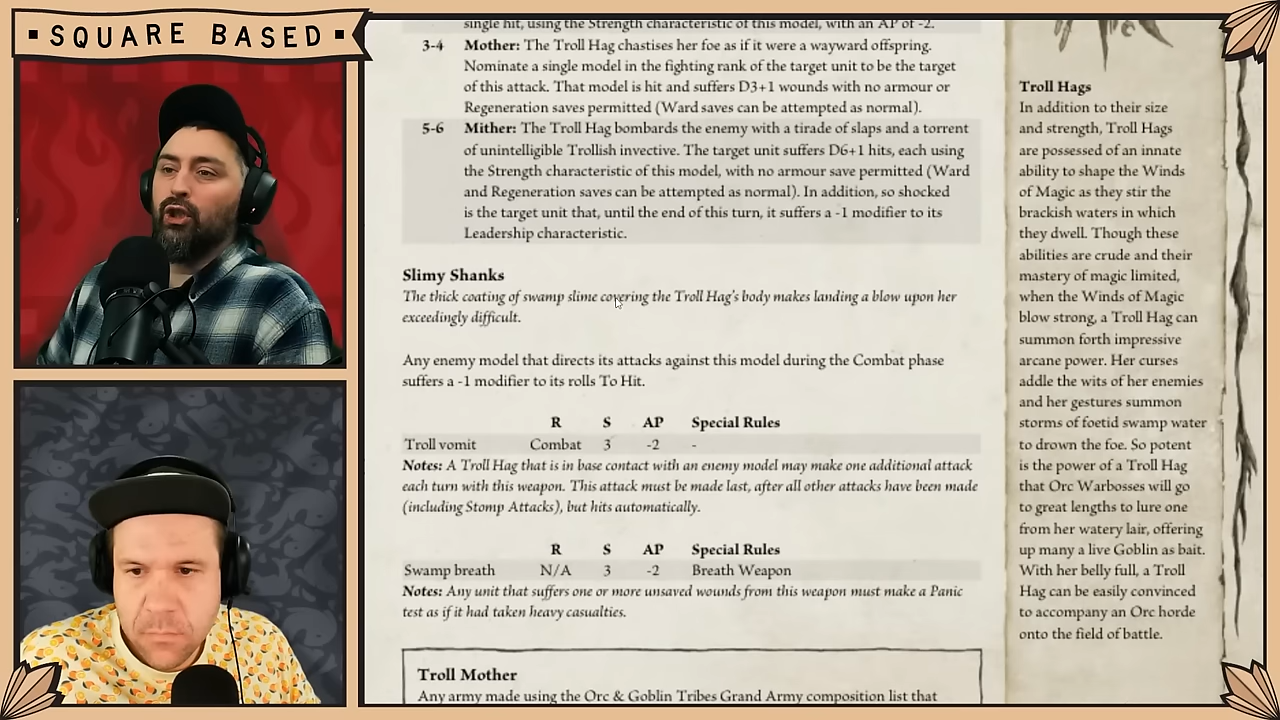 SQUARE BASED
single hit, using the Strength characteristic of this model, with an AP of -2.
3-4 Mother: The Troll Hag chastises her foe as if it were a wayward offspring.
Nominate a single model in the fighting rank of the target unit to be the target
of this attack. That model is hit and suffers D3+1 wounds with no armour or
Regeneration saves permitted (Ward saves can be attempted as normal).
5-6 Mither: The Troll Hag bombards the enemy with a tirade of slaps and a torrent
of unintelligible Trollish invective. The target unit suffers D6+1 hits, each using
the Strength characteristic of this model, with no armour save permitted (Ward
and Regeneration saves can be attempted as normal). In addition, so shocked
is the target unit that, until the end of this turn, it suffers a -1 modifier to its
Leadership characteristic.
Slimy Shanks
The thick coating of swamp slime covering the Troll Hag's body makes landing a blow upon her
exceedingly difficult.
Any enemy model that directs its attacks against this model during the Combat phase
suffers a -1 modifier to its rolls To Hit.
R S AP Special Rules
Troll vomit Combat 3 -2 -
Notes: A Troll Hag that is in base contact with an enemy model may make one additional attack
each turn with this weapon. This attack must be made last, after all other attacks have been made
(including Stomp Attacks), but hits automatically.
R S AP Special Rules
Swamp breath N/A 3 -2 Breath Weapon
Notes: Any unit that suffers one or more unsaved wounds from this weapon must make a Panic
test as if it had taken heavy casualties.
Troll Mother
Any army made using the Orc & Goblin Tribes Grand Army composition list that
Troll Hags
In addition to their size
and strength, Troll Hags
are possessed of an innate
ability to shape the Winds
of Magic as they stir the
brackish waters in which
they dwell. Though these
abilities are crude and their
mastery of magic limited,
when the Winds of Magic
blow strong, a Troll Hag can
summon forth impressive
arcane power. Her curses
addle the wits of her enemies
and her gestures summon
storms of foetid swamp water
to drown the foe. So potent
is the power of a Troll Hag
that Orc Warbosses will go
to great lengths to lure one
from her watery lair, offering
up many a live Goblin as bait.
With her belly full, a Troll
Hag can be easily convinced
to accompany an Orc horde
onto the field of battle.